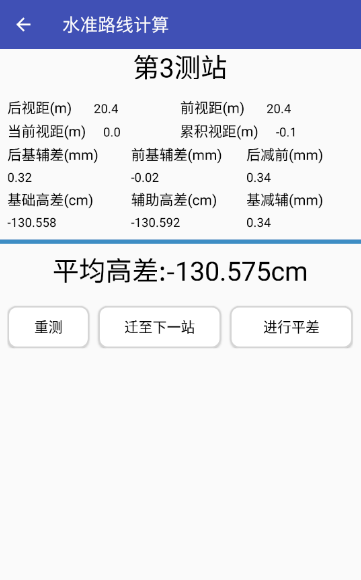 水准路线计算
第3测站
后视距(m) 20.4 前视距(m) 20.4
当前视距(m) 0.0 累积视距(m) -0.1
后基辅差(mm) 前基辅差(mm) 后减前(mm)
0.32 -0.02 0.34
基础高差(cm) 辅助高差(cm) 基减辅(mm)
-130.558 -130.592 0.34
平均高差:-130.575cm
重测 迁至下一站 进行平差